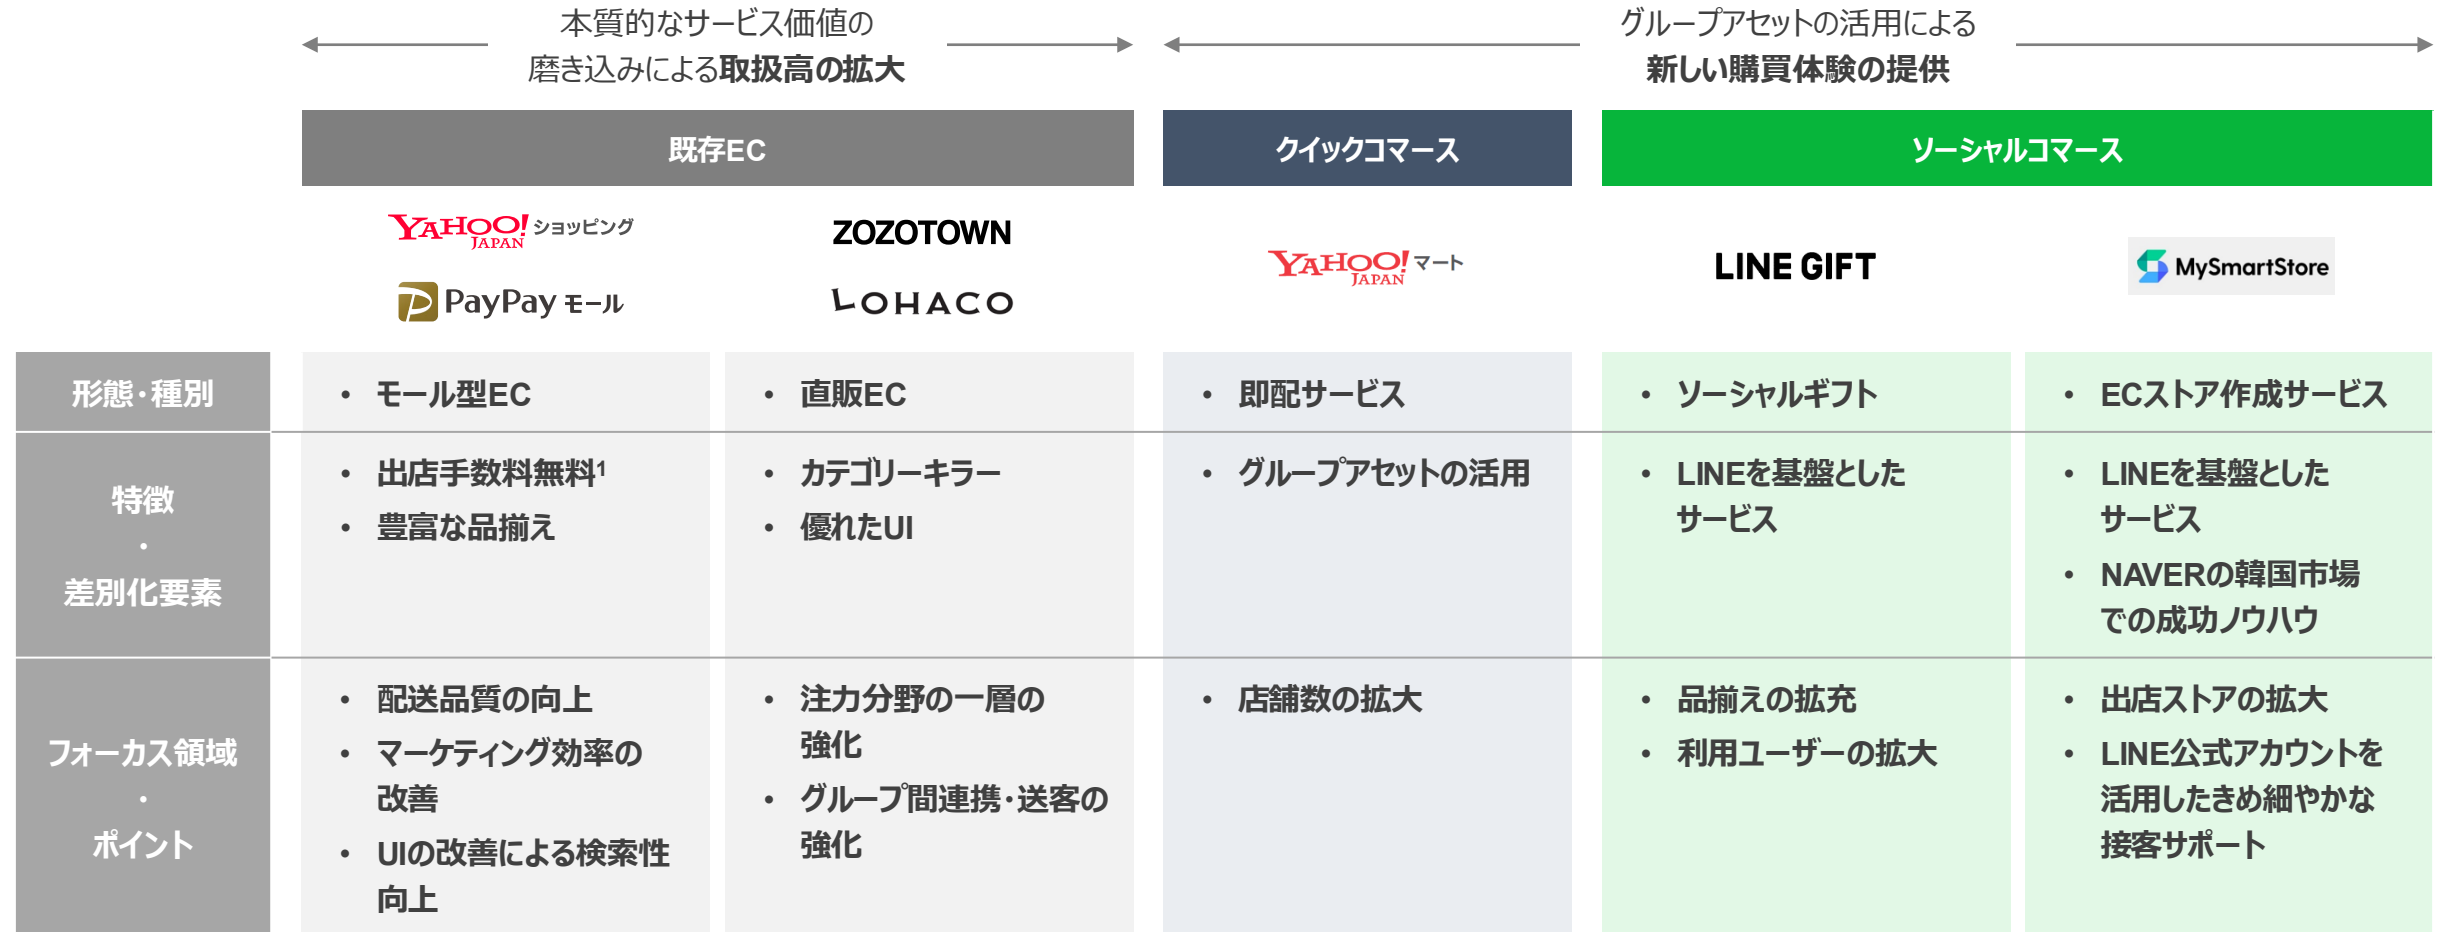 本質的なサービス価値の
磨き込みによる取扱高の拡大
グループアセットの活用による
新しい購買体験の提供
既存EC
クイックコマース
ソーシャルコマース
YAHOO! JAPAN ショッピング
PayPay モール
ZOZOTOWN
LOHACO
YAHOO! JAPAN マート
LINE GIFT
MySmartStore
形態・種別
• モール型EC
• 直販EC
• 即配サービス
• ソーシャルギフト
• ECストア作成サービス
特徴
・
差別化要素
• 出店手数料無料1
• 豊富な品揃え
• カテゴリーキラー
• 優れたUI
• グループアセットの活用
• LINEを基盤とした
サービス
• LINEを基盤とした
サービス
• NAVERの韓国市場
での成功ノウハウ
フォーカス領域
・
ポイント
• 配送品質の向上
• マーケティング効率の
改善
• UIの改善による検索性
向上
• 注力分野の一層の
強化
• グループ間連携・送客の
強化
• 店舗数の拡大
• 品揃えの拡充
• 利用ユーザーの拡大
• 出店ストアの拡大
• LINE公式アカウントを
活用したきめ細やかな
接客サポート